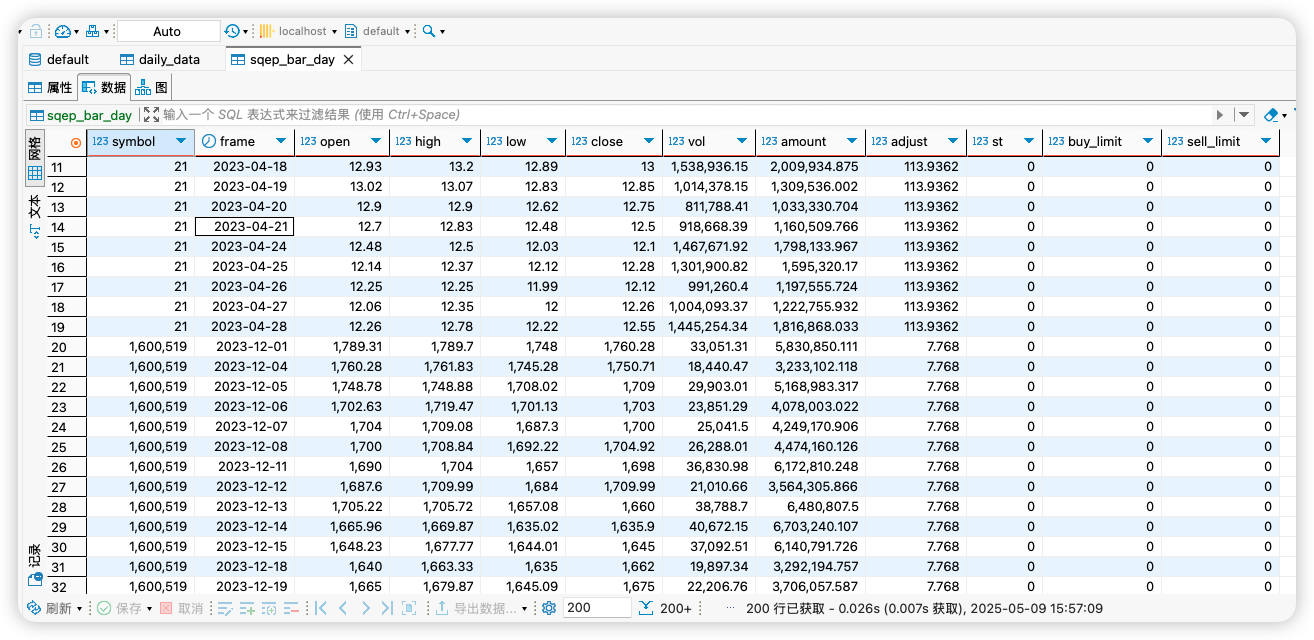 Auto localhost default
default daily_data sqep_bar_day
属性 数据 图
sqep_bar_day 输入一个 SQL 表达式来过滤结果 (使用 Ctrl+Space)
网格
文本
记录
123 symbol frame 123 open 123 high 123 low 123 close 123 vol 123 amount 123 adjust 123 st 123 buy_limit 123 sell_limit
11 21 2023-04-18 12.93 13.2 12.89 13 1,538,936.15 2,009,934.875 113.9362 0 0 0
12 21 2023-04-19 13.02 13.07 12.83 12.85 1,014,378.15 1,309,536.002 113.9362 0 0 0
13 21 2023-04-20 12.9 12.9 12.62 12.75 811,788.41 1,033,330.704 113.9362 0 0 0
14 21 2023-04-21 12.7 12.83 12.48 12.5 918,668.39 1,160,509.766 113.9362 0 0 0
15 21 2023-04-24 12.48 12.5 12.03 12.1 1,467,671.92 1,798,133.967 113.9362 0 0 0
16 21 2023-04-25 12.14 12.37 12.12 12.28 1,301,900.82 1,595,320.17 113.9362 0 0 0
17 21 2023-04-26 12.25 12.25 11.99 12.12 991,260.4 1,197,555.724 113.9362 0 0 0
18 21 2023-04-27 12.06 12.35 12 12.26 1,004,093.37 1,222,755.932 113.9362 0 0 0
19 21 2023-04-28 12.26 12.78 12.22 12.55 1,445,254.34 1,816,868.033 113.9362 0 0 0
20 1,600,519 2023-12-01 1,789.31 1,789.7 1,748 1,760.28 33,051.31 5,830,850.111 7.768 0 0 0
21 1,600,519 2023-12-04 1,760.28 1,761.83 1,745.28 1,750.71 18,440.47 3,233,102.118 7.768 0 0 0
22 1,600,519 2023-12-05 1,748.78 1,748.88 1,708.02 1,709 29,903.01 5,168,983.317 7.768 0 0 0
23 1,600,519 2023-12-06 1,702.63 1,719.47 1,701.13 1,703 23,851.29 4,078,003.022 7.768 0 0 0
24 1,600,519 2023-12-07 1,704 1,709.08 1,687.3 1,700 25,041.5 4,249,170.906 7.768 0 0 0
25 1,600,519 2023-12-08 1,700 1,708.84 1,692.22 1,704.92 26,288.01 4,474,160.126 7.768 0 0 0
26 1,600,519 2023-12-11 1,690 1,704 1,657 1,698 36,830.98 6,172,810.248 7.768 0 0 0
27 1,600,519 2023-12-12 1,687.6 1,709.99 1,684 1,709.99 21,010.66 3,564,305.866 7.768 0 0 0
28 1,600,519 2023-12-13 1,705.22 1,705.72 1,657.08 1,660 38,788.7 6,480,807.5 7.768 0 0 0
29 1,600,519 2023-12-14 1,665.96 1,669.87 1,635.02 1,635.9 40,672.15 6,703,240.107 7.768 0 0 0
30 1,600,519 2023-12-15 1,648.23 1,677.77 1,644.01 1,645 37,092.51 6,140,791.726 7.768 0 0 0
31 1,600,519 2023-12-18 1,640 1,663.33 1,635 1,662 19,897.34 3,292,194.757 7.768 0 0 0
32 1,600,519 2023-12-19 1,665 1,679.87 1,645.09 1,675 22,206.76 3,706,057.587 7.768 0 0 0
刷新 保存 取消 导出数据... 200 200+ ... 200 行已获取 - 0.026s (0.007s 获取), 2025-05-09 15:57:09